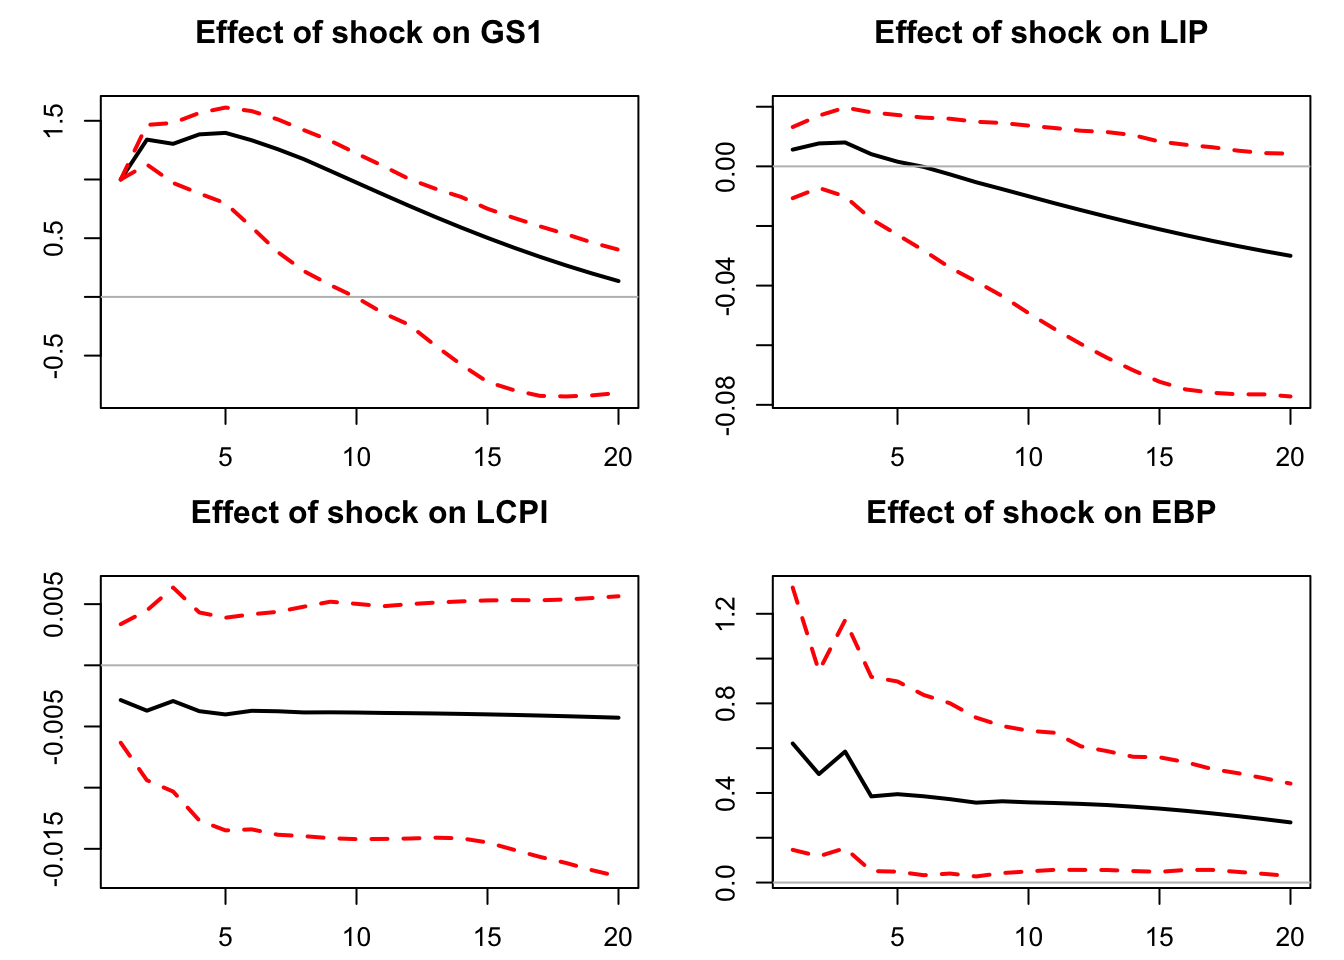 Effect of shock on GS1
1.5
0.5
-0.5
5 10 15 20
Effect of shock on LIP
0.00
-0.04
-0.08
5 10 15 20
Effect of shock on LCPI
0.005
-0.005
-0.015
5 10 15 20
Effect of shock on EBP
1.2
0.8
0.4
0.0
5 10 15 20